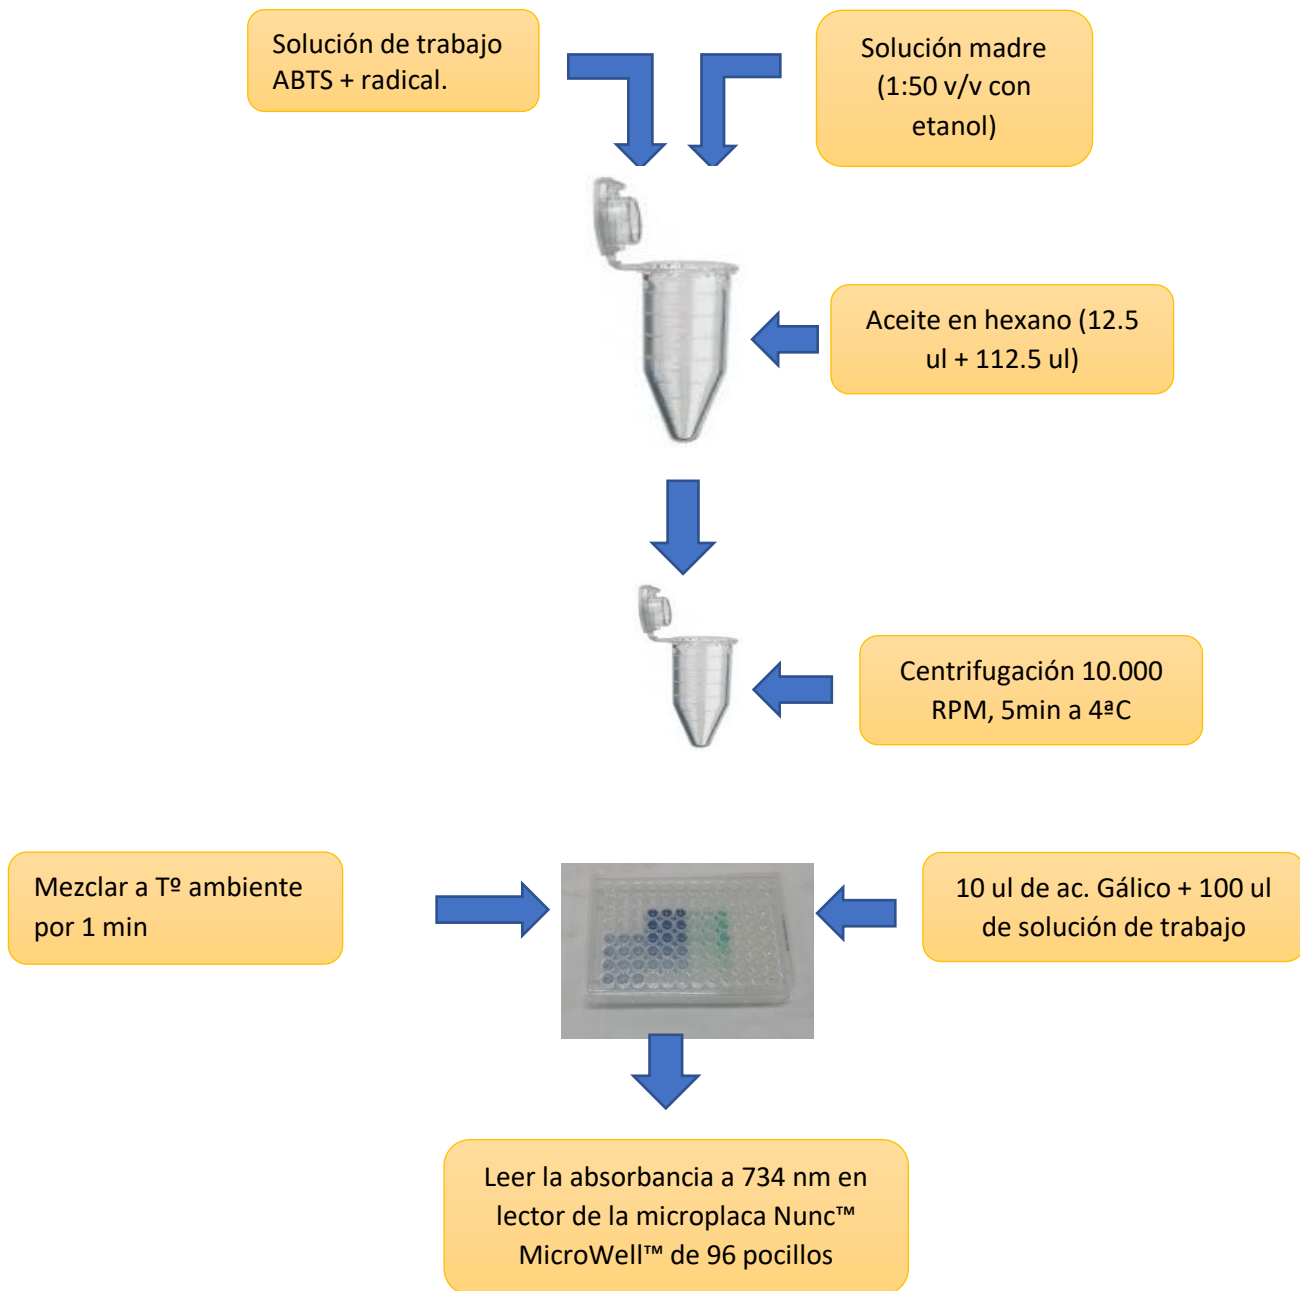 Solución de trabajo
ABTS + radical.
Solución madre
(1:50 v/v con
etanol)
Aceite en hexano (12.5
ul + 112.5 ul)
Centrifugación 10.000
RPM, 5min a 4ªC
Mezclar a Tº ambiente
por 1 min
10 ul de ac. Gálico + 100 ul
de solución de trabajo
Leer la absorbancia a 734 nm en
lector de la microplaca Nunc™
MicroWell™ de 96 pocillos